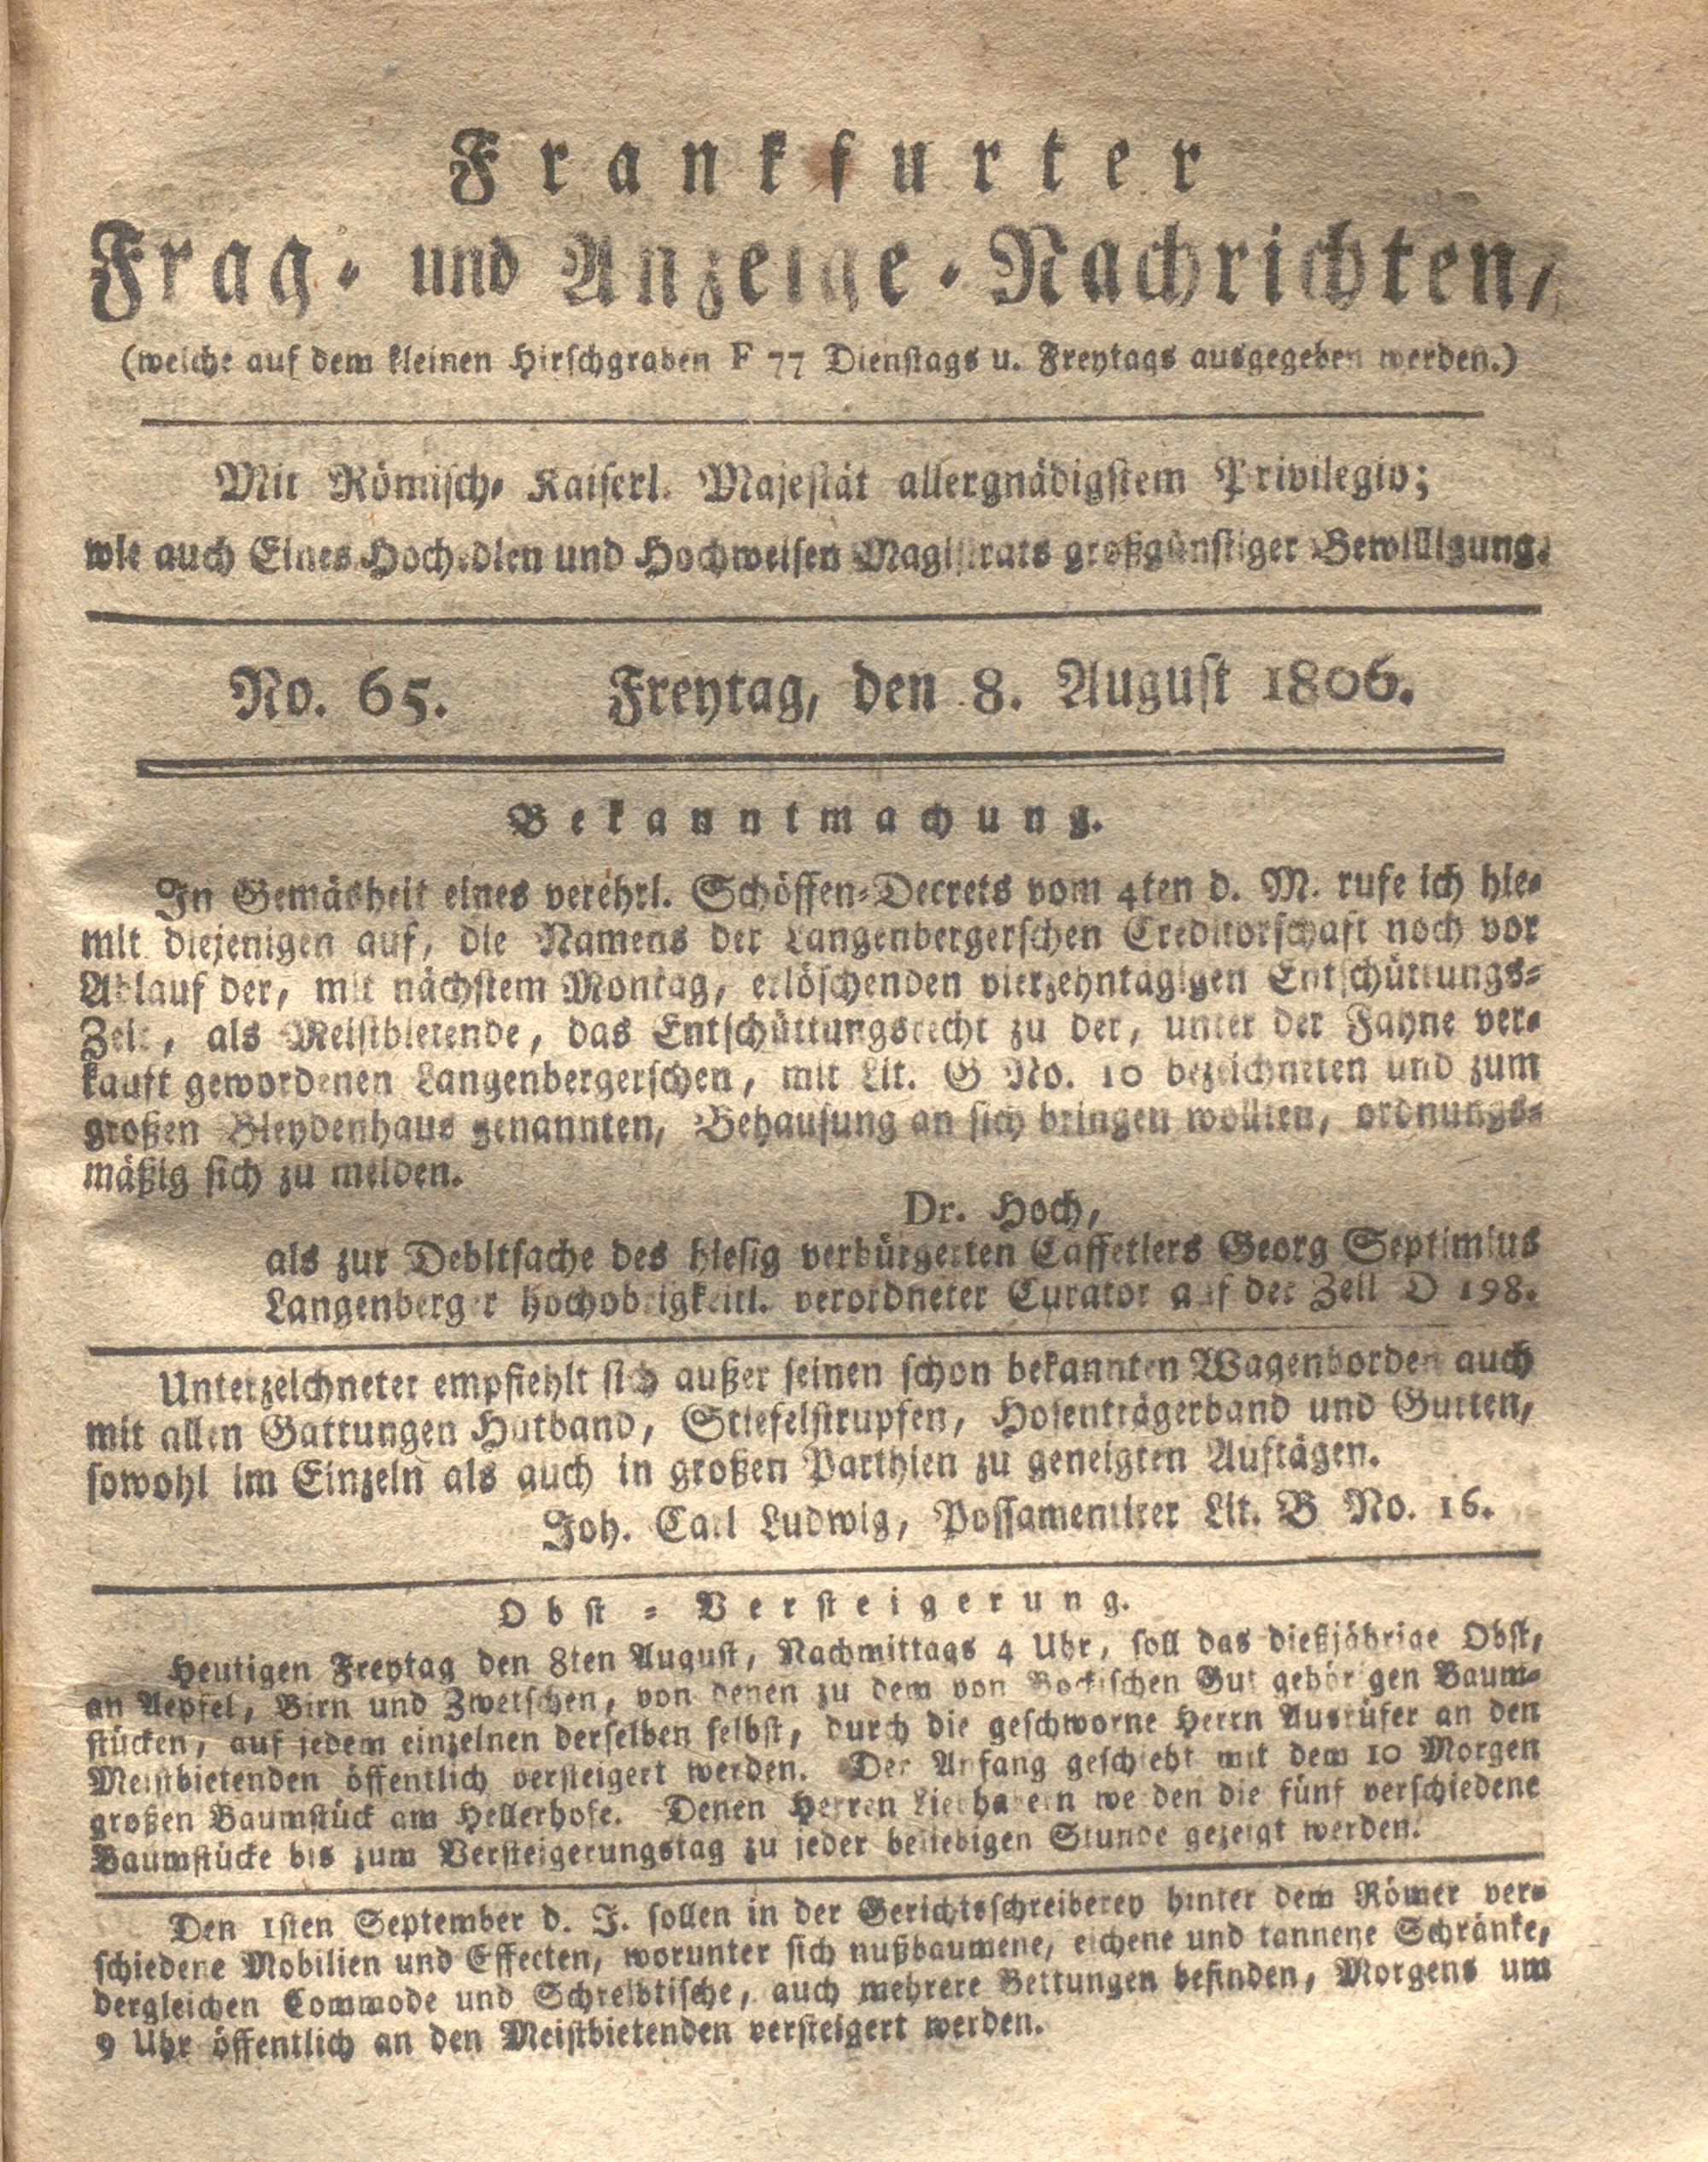 Frankfurter
Frag- und Anzeige-Nachrichten,
(welche auf dem kleinen Hirschgraben F 77 Dienstags u. Freytags ausgegeben werden.)
Mit Römisch- Kaiserl. Majestät allergnädigstem Privilegio;
wie auch Eines Hochedlen und Hochweisen Magistrats großgünstiger Bewilligung.
No. 65. Freytag, den 8. August 1806.
Bekanntmachung.
In Gemäsheit eines verehrl. Schöffen-Decrets vom 4ten d. M. rufe ich hie-
mit diejenigen auf, die Namens der Langenbergerschen Creditorschaft noch vor
Ablauf der, mit nächstem Montag, erlöschenden vierzehntägigen Entschüttungs-
Zeit, als Meistbietende, das Entschüttungsrecht zu der, unter der Fahne ver-
kauft gewordenen Langenbergerschen, mit Lit. G No. 10 bezeichneten und zum
großen Bleydenhaus genannten, Behausung an sich bringen wollten, ordnungs-
mäßig sich zu melden.
Dr. Hoch,
als zur Debitsache des hiesig verbürgerten Caffetiers Georg Septimius
Langenberger hochobrigkeitl. verordneter Curator auf der Zeil D 198.
Unterzeichneter empfiehlt sich außer seinen schon bekannten Wagenborden auch
mit allen Gattungen Hutband, Stiefelstrupfen, Hosenträgerband und Gurten,
sowohl im Einzeln als auch in großen Parthien zu geneigten Auftägen.
Joh. Carl Ludwig, Possamentirer Lit. B No. 16.
Obst-Versteigerung.
Heutigen Freytag den 8ten August, Nachmittags 4 Uhr, soll das dießjährige Obst,
an Aepfel, Birn und Zwetschen, von denen zu dem von Bockischen Gut gehörigen Baum-
stücken, auf jedem einzelnen derselben selbst, durch die geschworne Herrn Ausrüfer an den
Meistbietenden öffentlich versteigert werden. Der Anfang geschieht mit dem 10 Morgen
großen Baumstück am Hellerhofe. Denen Herren Liebhabern werden die fünf verschiedene
Baumstücke bis zum Versteigerungstag zu jeder beliebigen Stunde gezeigt werden.
Den 1sten September d. J. sollen in der Gerichtsschreiberey hinter dem Römer ver-
schiedene Mobilien und Effecten, worunter sich nußbaumene, eichene und tannene Schränke,
dergleichen Commode und Schreibtische, auch mehrere Bettungen befinden, Morgens um
9 Uhr öffentlich an den Meistbietenden versteigert werden.